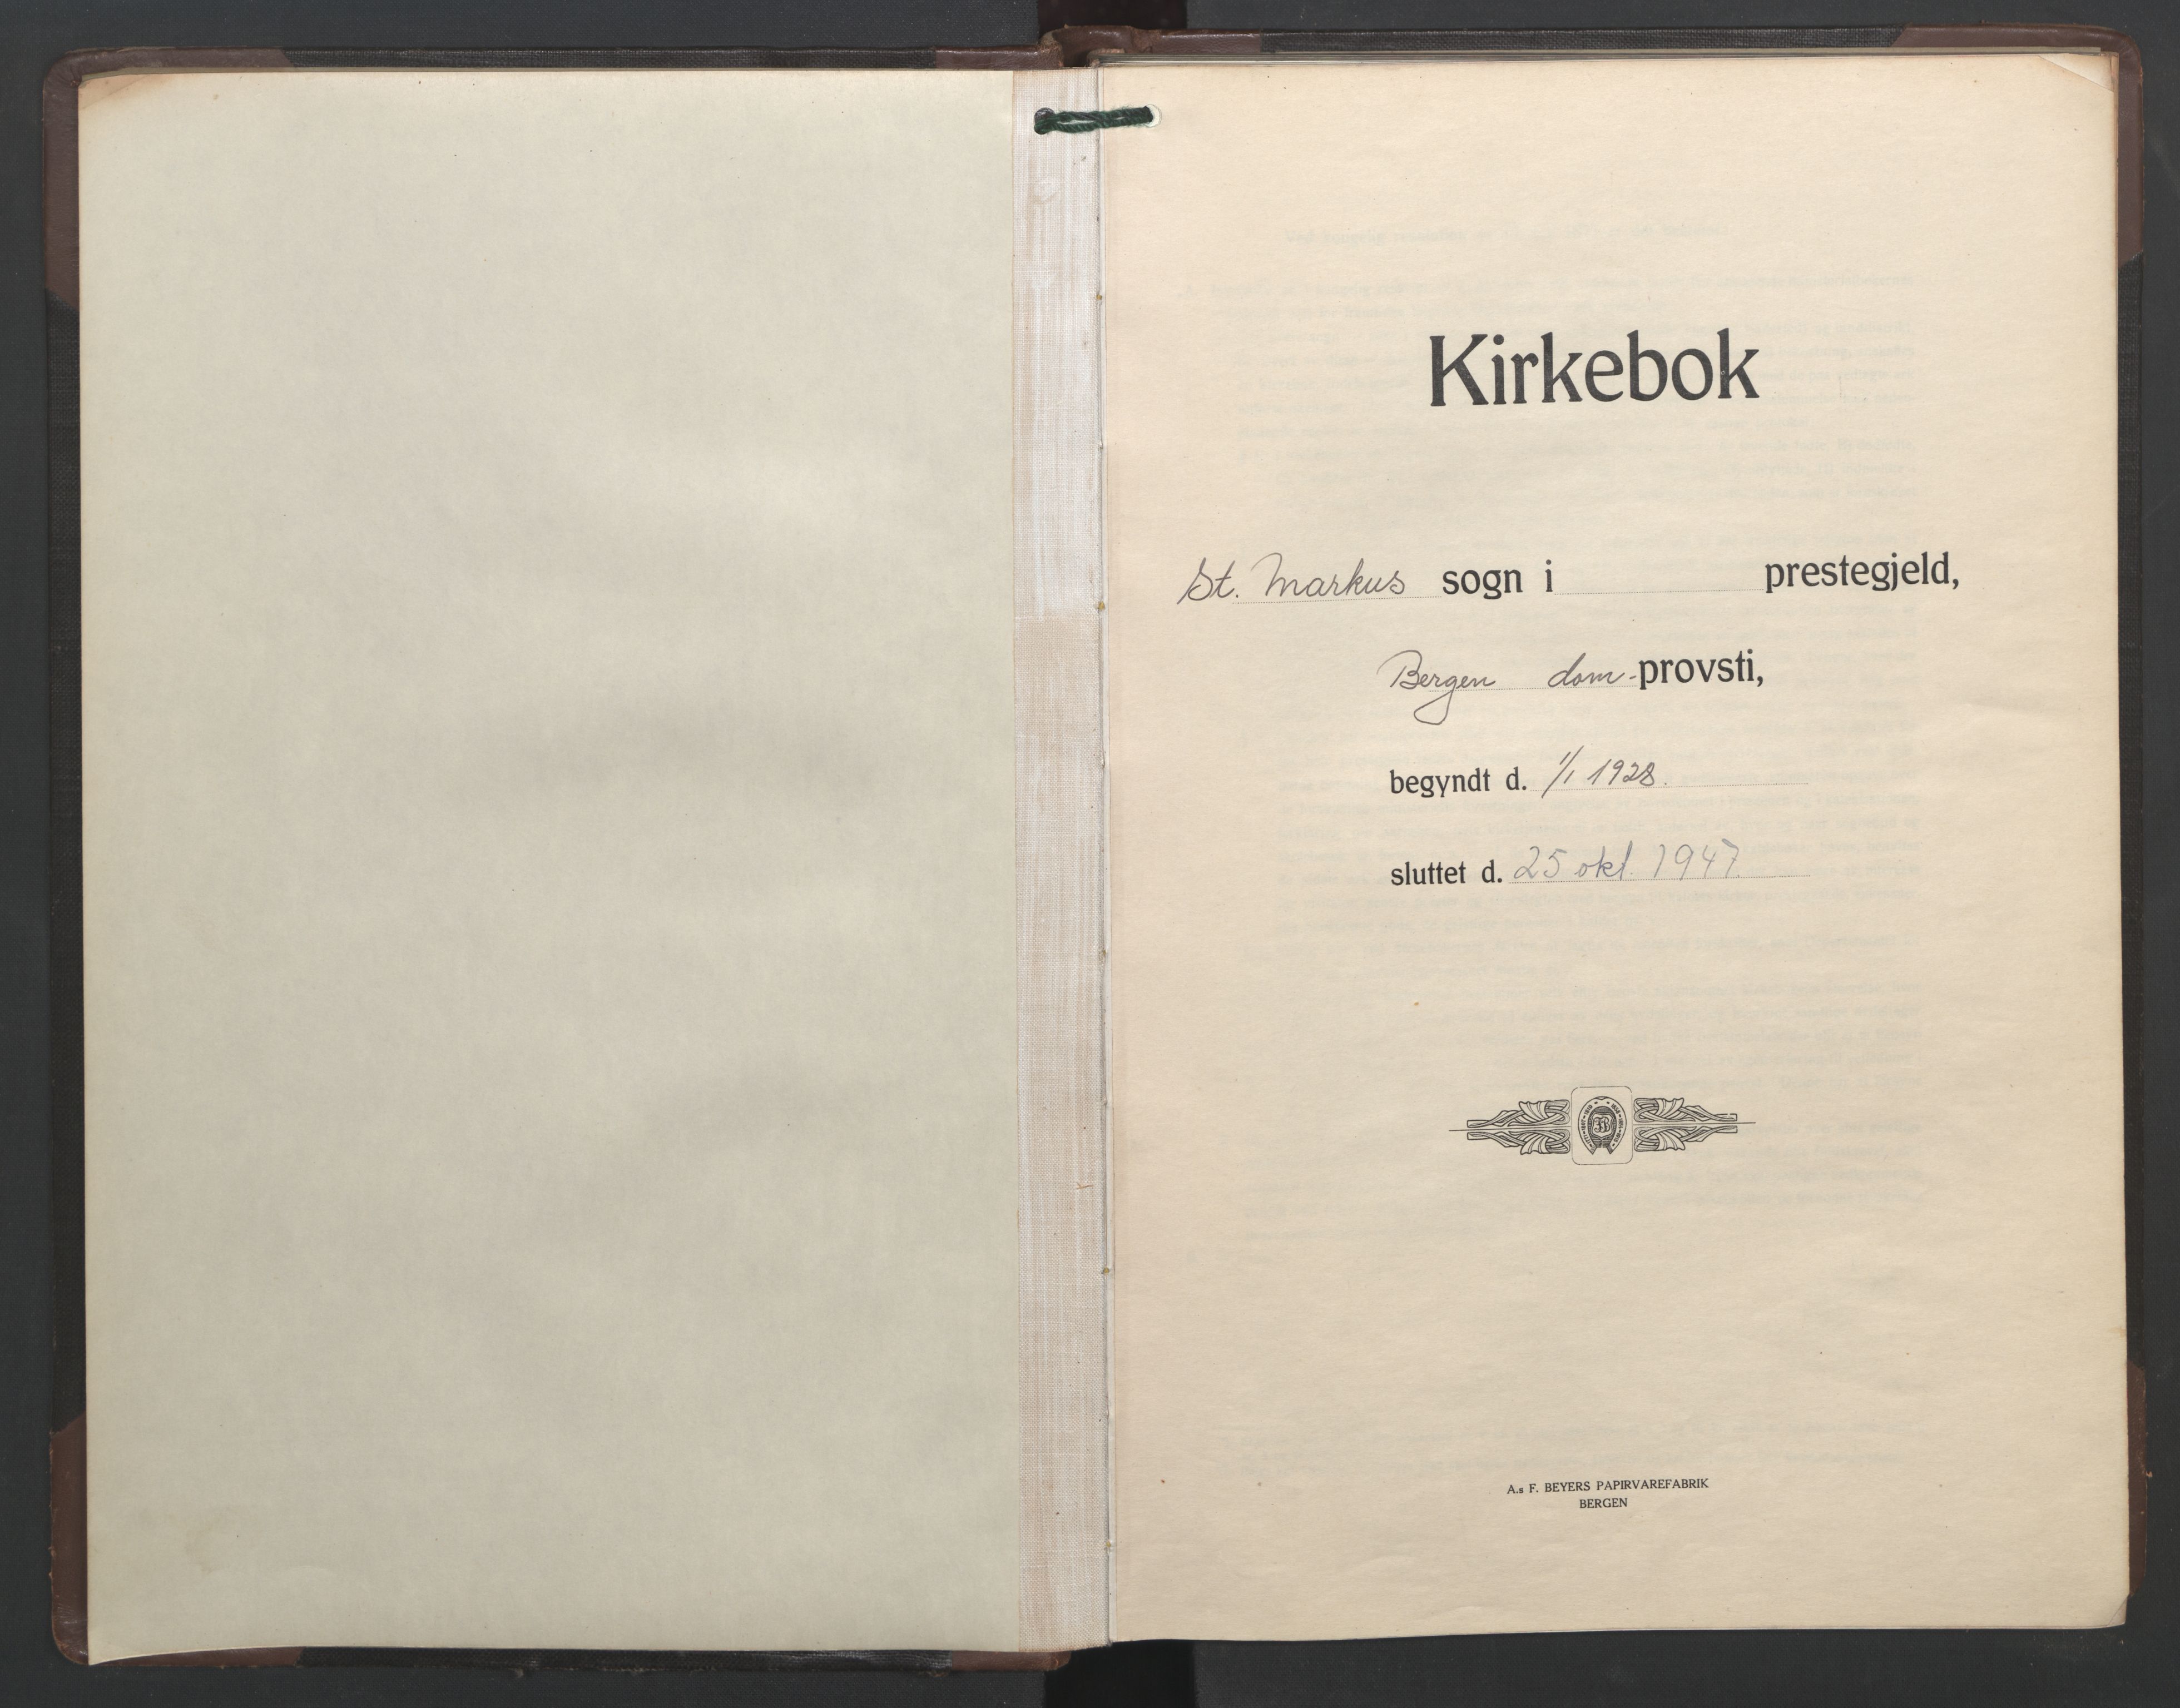 Kirkebok
St. Markus sogn i prestegjeld,
Bergen dom-provsti,
begyndt d. 1/1 1928.
sluttet d. 25 okt. 1947.
A.s F. BEYERS PAPIRVAREFABRIK
BERGEN